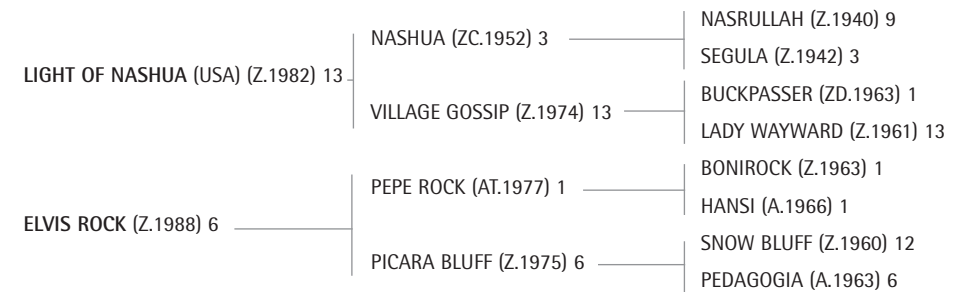 NASRULLAH (Z.1940) 9
NASHUA (ZC.1952) 3
SEGULA (Z.1942) 3
LIGHT OF NASHUA (USA) (Z.1982) 13
BUCKPASSER (ZD.1963) 1
VILLAGE GOSSIP (Z.1974) 13
LADY WAYWARD (Z.1961) 13
BONIROCK (Z.1963) 1
PEPE ROCK (AT.1977) 1
HANSI (A.1966) 1
ELVIS ROCK (Z.1988) 6
SNOW BLUFF (Z.1960) 12
PICARA BLUFF (Z.1975) 6
PEDAGOGIA (A.1963) 6